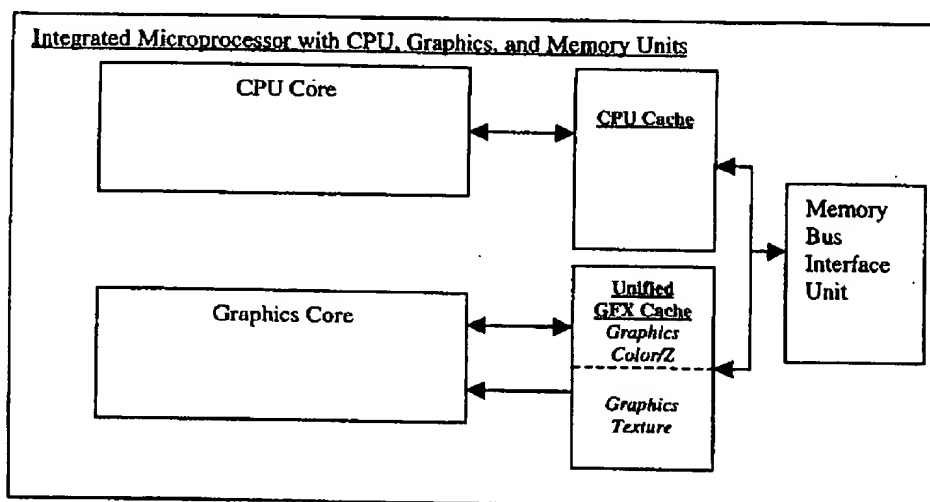 Integrated Microprocessor with CPU, Graphics, and Memory Units
CPU Core
CPU Cache
Memory
Bus
Interface
Unit
Graphics Core
Unified
GFX Cache
Graphics
Color/Z
Graphics
Texture